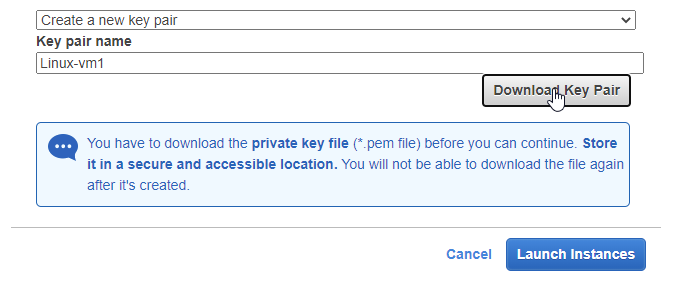 Create a new key pair
Key pair name
Linux-vm1
Download Key Pair
You have to download the private key file (*.pem file) before you can continue. Store
it in a secure and accessible location. You will not be able to download the file again
after it's created.
Cancel
Launch Instances